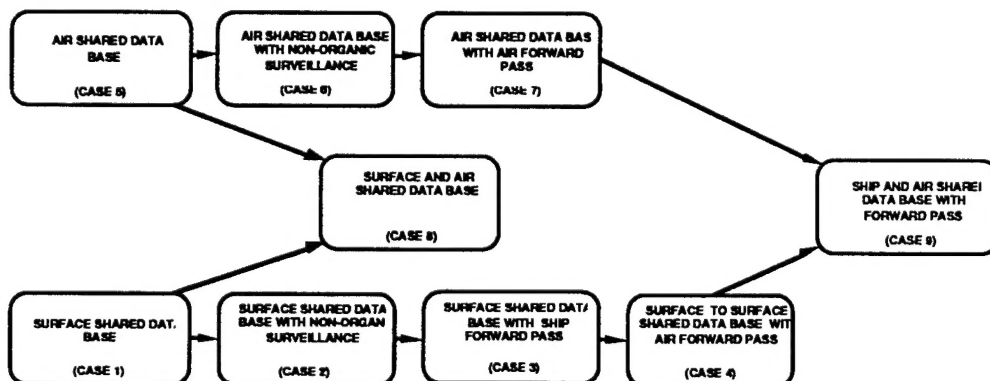 AIR SHARED DATA
BASE
(CASE 5)
AIR SHARED DATA BASE
WITH NON-ORGANIC
SURVEILLANCE
(CASE 6)
AIR SHARED DATA BAS
WITH AIR FORWARD
PASS
(CASE 7)
SURFACE AND AIR
SHARED DATA BASE
(CASE 8)
SHIP AND AIR SHARE
DATA BASE WITH
FORWARD PASS
(CASE 9)
SURFACE SHARED DAT.
BASE
(CASE 1)
SURFACE SHARED DATA
BASE WITH NON-ORGAN
SURVEILLANCE
(CASE 2)
SURFACE SHARED DATA
BASE WITH SHIP
FORWARD PASS
(CASE 3)
SURFACE TO SURFACE
SHARED DATA BASE WIT
AIR FORWARD PASS
(CASE 4)